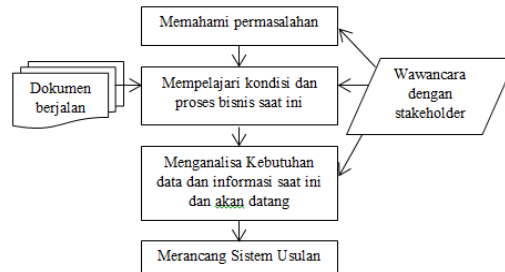 Memahami permasalahan
Dokumen
berjalan
Mempelajari kondisi dan
proses bisnis saat ini
Wawancara
dengan
stakeholder
Menganalisa Kebutuhan
data dan informasi saat ini
dan akan datang
Merancang Sistem Usulan